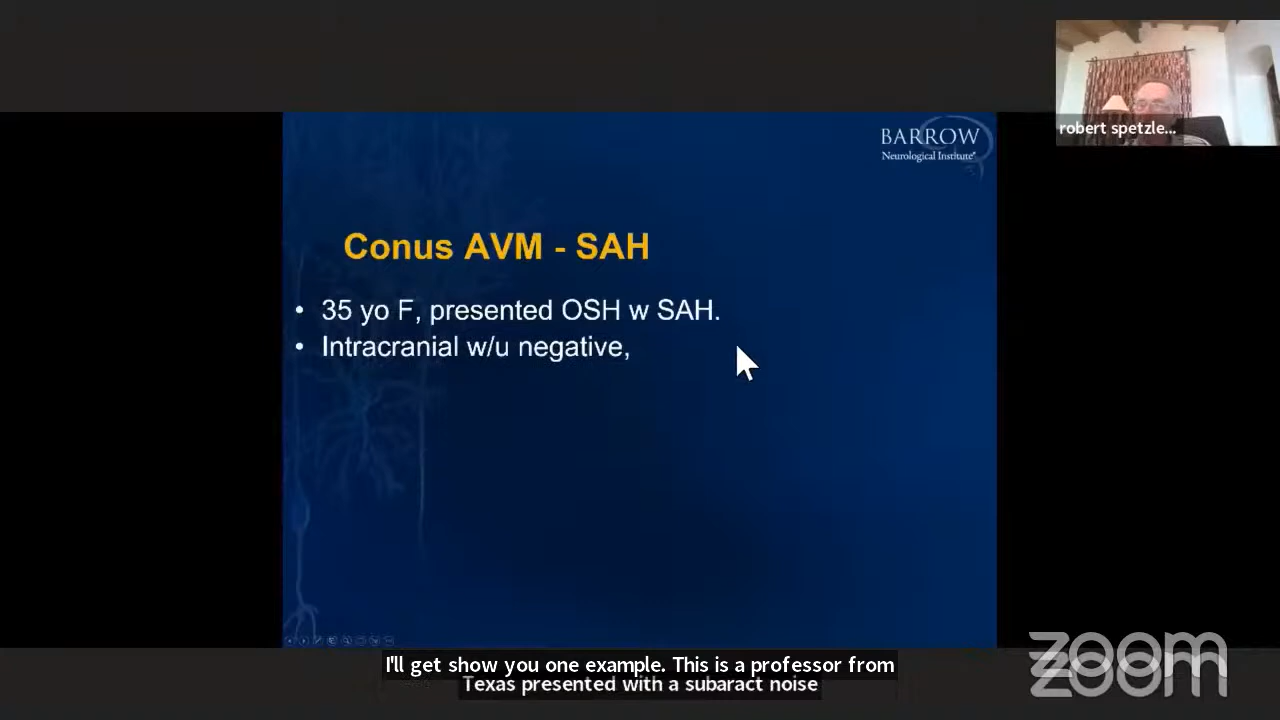 BARROW
Neurological Institute®
robert spetzle...
Conus AVM - SAH
• 35 yo F, presented OSH w SAH.
• Intracranial w/u negative,
I'll get show you one example. This is a professor from
Texas presented with a subaract noise
zoom
zoom